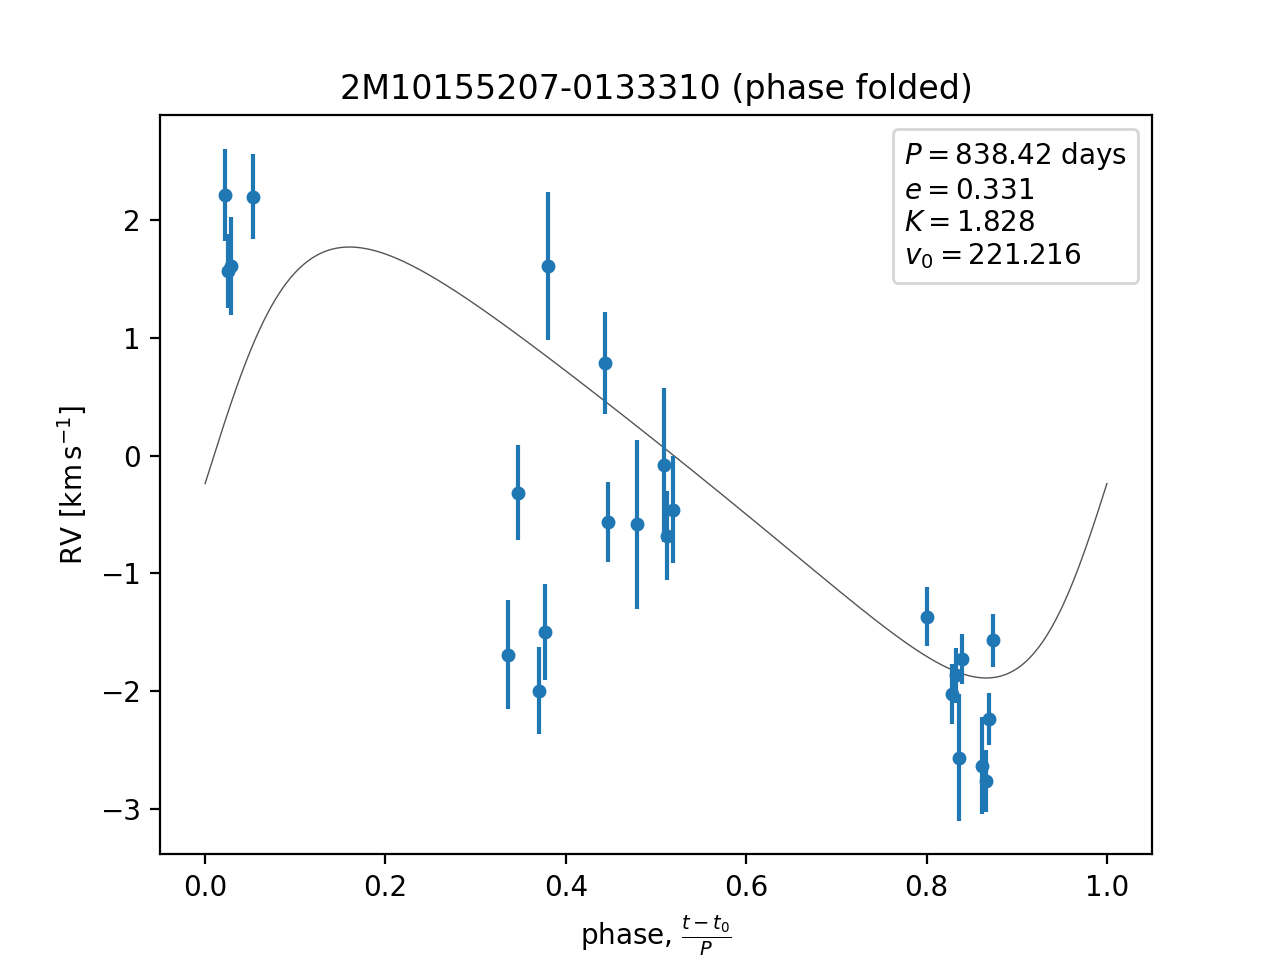 2M10155207-0133310 (phase folded)
P = 838.42 days
e = 0.331
K = 1.828
v₀ = 221.216
RV [km s⁻¹]
2
1
0
−1
−2
−3
0.0 0.2 0.4 0.6 0.8 1.0
phase, (t − t₀)/P